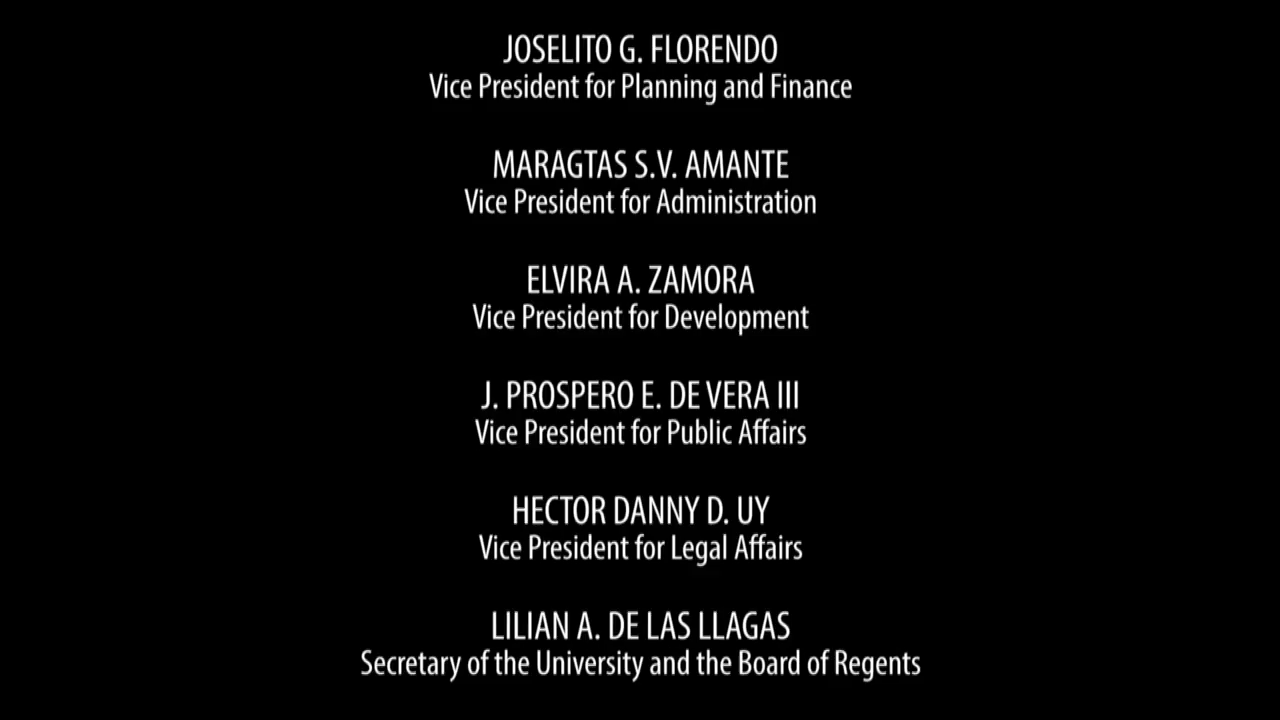 JOSELITO G. FLORENDO
Vice President for Planning and Finance
MARAGTAS S.V. AMANTE
Vice President for Administration
ELVIRA A. ZAMORA
Vice President for Development
J. PROSPERO E. DE VERA III
Vice President for Public Affairs
HECTOR DANNY D. UY
Vice President for Legal Affairs
LILIAN A. DE LAS LLAGAS
Secretary of the University and the Board of Regents